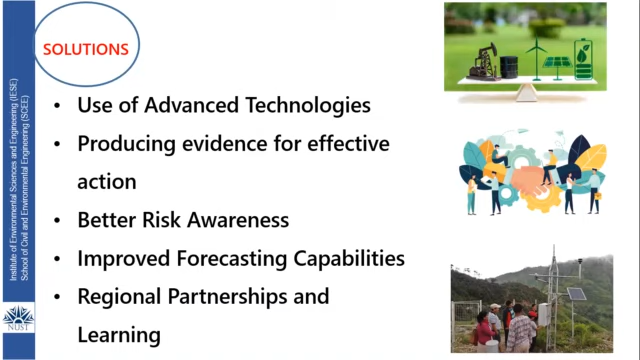 SOLUTIONS
• Use of Advanced Technologies
• Producing evidence for effective
action
• Better Risk Awareness
• Improved Forecasting Capabilities
• Regional Partnerships and
Learning
Institute of Environmental Sciences and Engineering (IESE)
School of Civil and Environmental Engineering (SCEE)
NUST